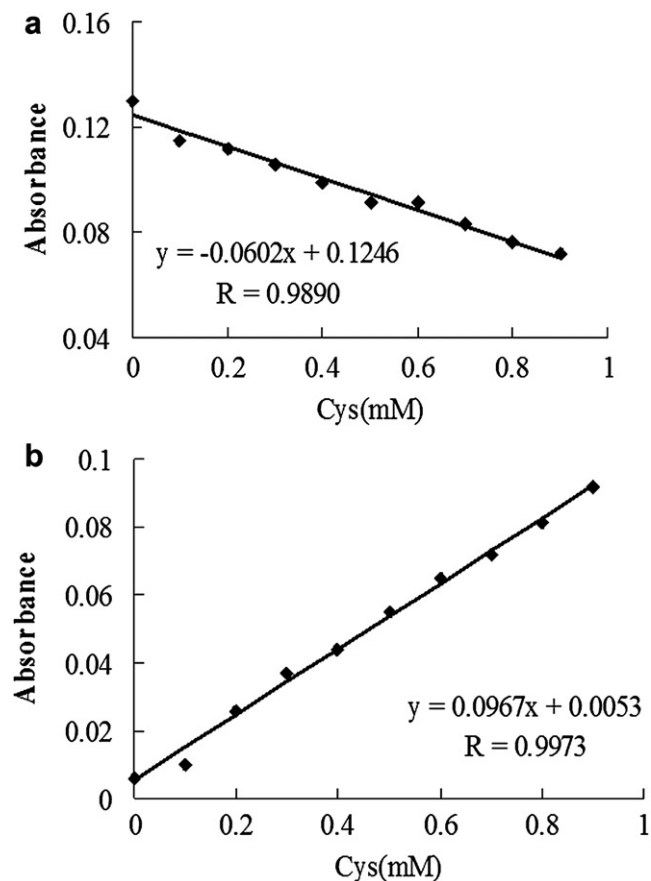 a
0.16
0.12
0.08
0.04
Absorbance
y = -0.0602x + 0.1246
R = 0.9890
0 0.2 0.4 0.6 0.8 1
Cys(mM)
b
0.1
0.08
0.06
0.04
0.02
0
Absorbance
y = 0.0967x + 0.0053
R = 0.9973
0 0.2 0.4 0.6 0.8 1
Cys(mM)